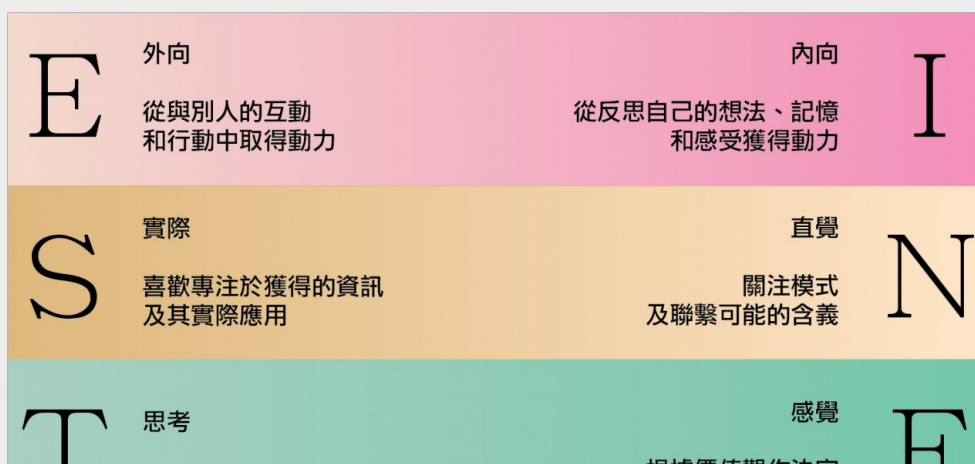 E
外向
從與別人的互動
和行動中取得動力
內向
從反思自己的想法、記憶
和感受獲得動力
I
S
實際
喜歡專注於獲得的資訊
及其實際應用
直覺
關注模式
及聯繫可能的含義
N
T
思考
感覺
F